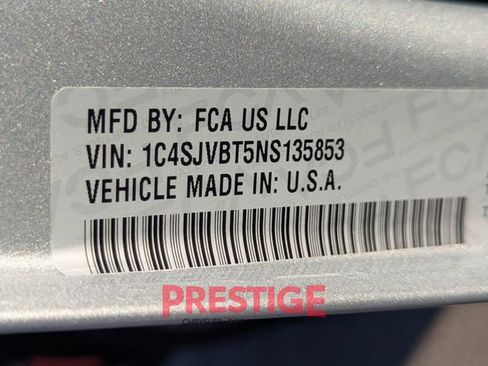 MFD BY: FCA US LLC
VIN: 1C4SJVBT5NS135853
VEHICLE MADE IN: U.S.A.
PRESTIGE